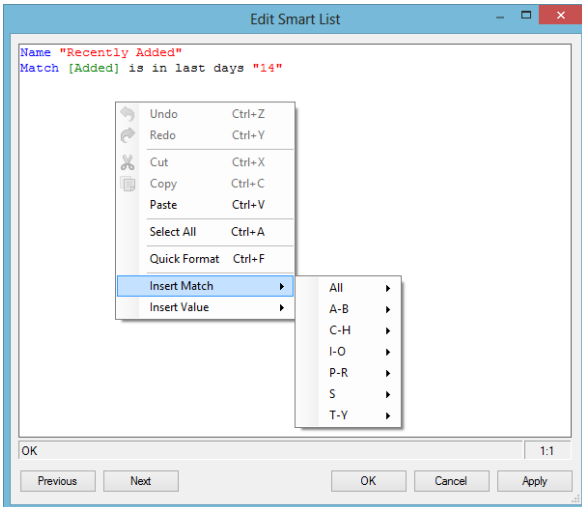 Edit Smart List
Name "Recently Added"
Match [Added] is in last days "14"
Undo Ctrl+Z
Redo Ctrl+Y
Cut Ctrl+X
Copy Ctrl+C
Paste Ctrl+V
Select All Ctrl+A
Quick Format Ctrl+F
Insert Match
Insert Value
All
A-B
C-H
I-O
P-R
S
T-Y
OK 1:1
Previous Next OK Cancel Apply